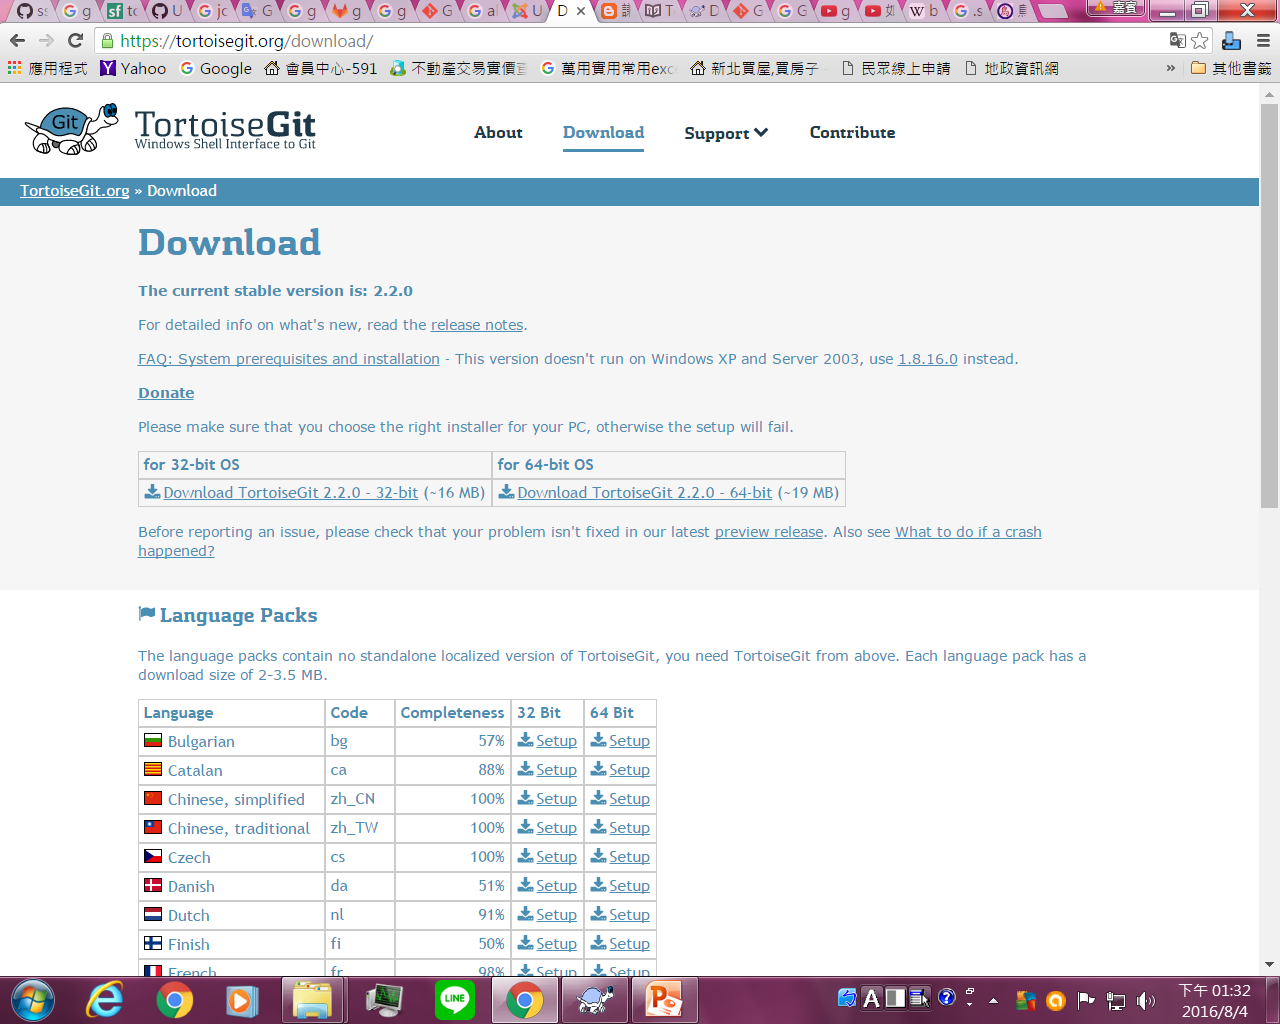 嘉賓
https://tortoisegit.org/download/
應用程式 Yahoo Google 會員中心-591 不動產交易實價 萬用實用常用exc 新北買屋,買房子 民眾線上申請 地政資訊網 » 其他書籤
Git TortoiseGit
Windows Shell Interface to Git
About Download Support Contribute
TortoiseGit.org » Download
Download
The current stable version is: 2.2.0
For detailed info on what's new, read the release notes.
FAQ: System prerequisites and installation - This version doesn't run on Windows XP and Server 2003, use 1.8.16.0 instead.
Donate
Please make sure that you choose the right installer for your PC, otherwise the setup will fail.
for 32-bit OS for 64-bit OS
Download TortoiseGit 2.2.0 - 32-bit (~16 MB) Download TortoiseGit 2.2.0 - 64-bit (~19 MB)
Before reporting an issue, please check that your problem isn't fixed in our latest preview release. Also see What to do if a crash
happened?
Language Packs
The language packs contain no standalone localized version of TortoiseGit, you need TortoiseGit from above. Each language pack has a
download size of 2-3.5 MB.
Language Code Completeness 32 Bit 64 Bit
Bulgarian bg 57% Setup Setup
Catalan ca 88% Setup Setup
Chinese, simplified zh_CN 100% Setup Setup
Chinese, traditional zh_TW 100% Setup Setup
Czech cs 100% Setup Setup
Danish da 51% Setup Setup
Dutch nl 91% Setup Setup
Finish fi 50% Setup Setup
French fr 98% Setup Setup
LINE
A
下午 01:32
2016/8/4